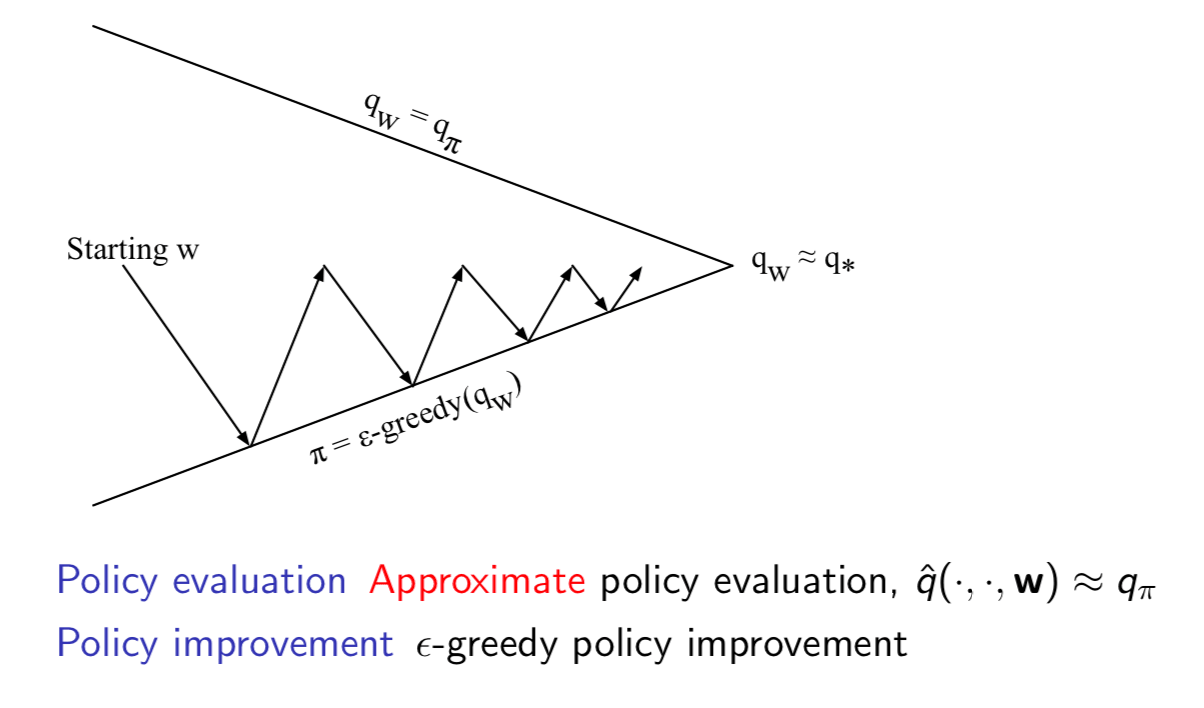 q_w = q_π
Starting w
q_w ≈ q_*
π = ε-greedy(q_w)
Policy evaluation Approximate policy evaluation, q̂(·, ·, w) ≈ q_π
Policy improvement ϵ-greedy policy improvement